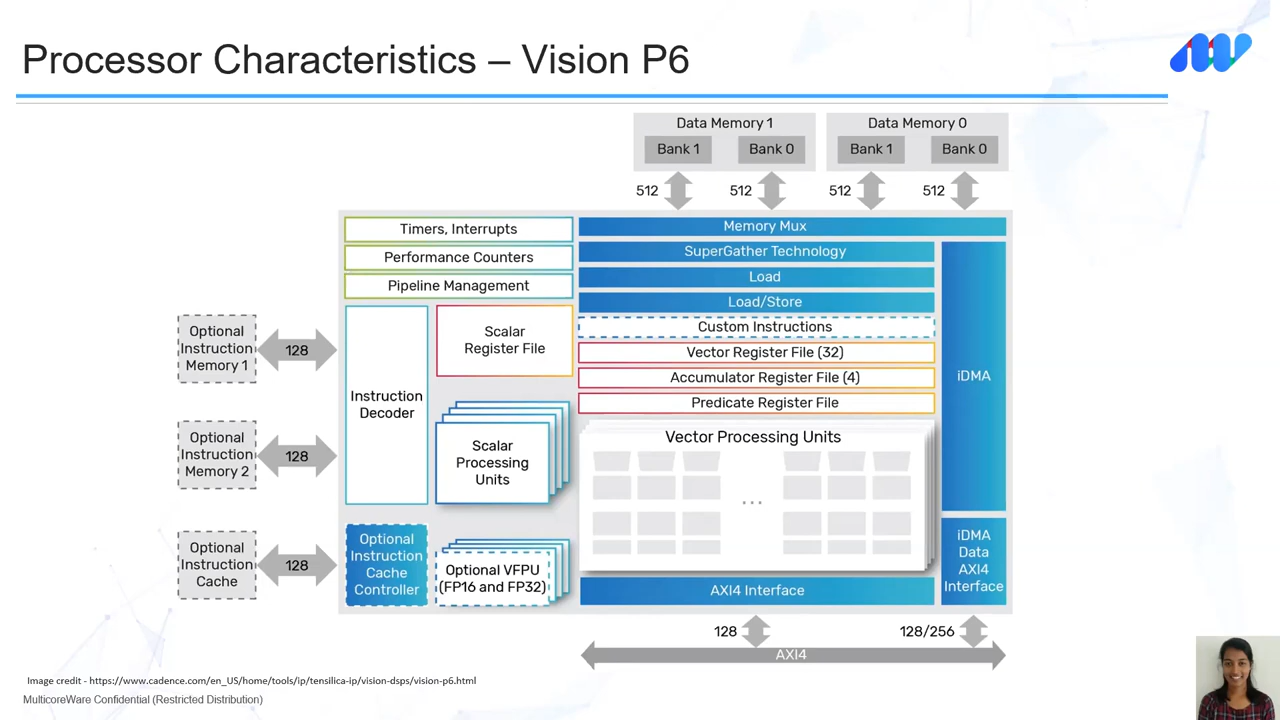 Processor Characteristics – Vision P6
Data Memory 1
Data Memory 0
Bank 1
Bank 0
Bank 1
Bank 0
512
512
512
512
Timers, Interrupts
Performance Counters
Pipeline Management
Memory Mux
SuperGather Technology
Load
Load/Store
Custom Instructions
Vector Register File (32)
Accumulator Register File (4)
Predicate Register File
Optional
Instruction
Memory 1
128
Optional
Instruction
Memory 2
128
Optional
Instruction
Cache
128
Instruction
Decoder
Scalar
Register File
Scalar
Processing
Units
Optional
Instruction
Cache
Controller
Optional VFPU
(FP16 and FP32)
Vector Processing Units
...
iDMA
iDMA
Data
AXI4
Interface
AXI4 Interface
128
128/256
AXI4
Image credit - https://www.cadence.com/en_US/home/tools/ip/tensilica-ip/vision-dsps/vision-p6.html
MulticoreWare Confidential (Restricted Distribution)